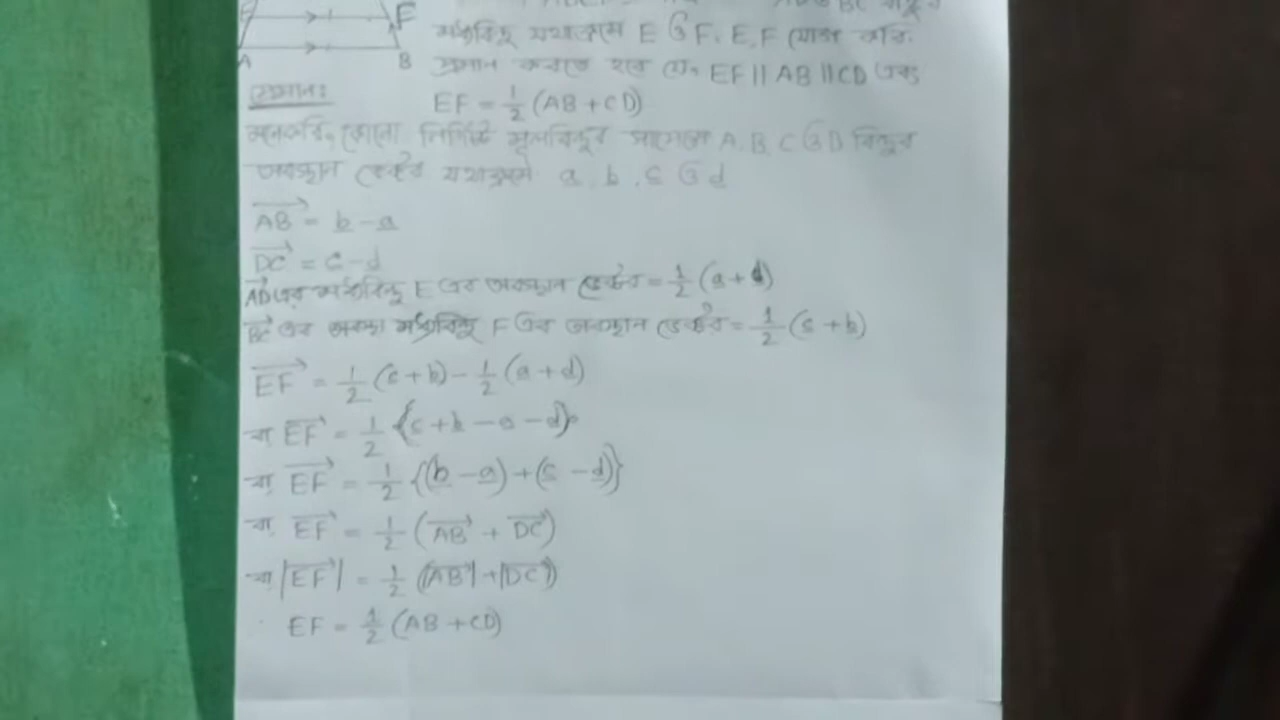 BC
E F মধ্যবিন্দু যথাক্রমে E ও F. E, F যোগ করি.
A B প্রমান করতে হবে যে, EF || AB || CD এবং
প্রমান:
EF = 1/2 (AB + CD)
মনেকরি, কোনো নির্দিষ্ট মূলবিন্দুর সাপেক্ষে A, B, C ও D বিন্দুর
অবস্থান ভেক্টর যথাক্রমে a, b, c ও d
AB→ = b - a
DC→ = c - d
AD→ এর মধ্যবিন্দু E এর অবস্থান ভেক্টর = 1/2 (a + d)
BC→ এর মধ্যবিন্দু F এর অবস্থান ভেক্টর = 1/2 (c + b)
EF→ = 1/2 (c + b) - 1/2 (a + d)
বা EF→ = 1/2 {c + b - a - d}
বা, EF→ = 1/2 {(b - a) + (c - d)}
বা, EF→ = 1/2 (AB→ + DC→)
বা, |EF→| = 1/2 (|AB→| + |DC→|)
EF = 1/2 (AB + CD)